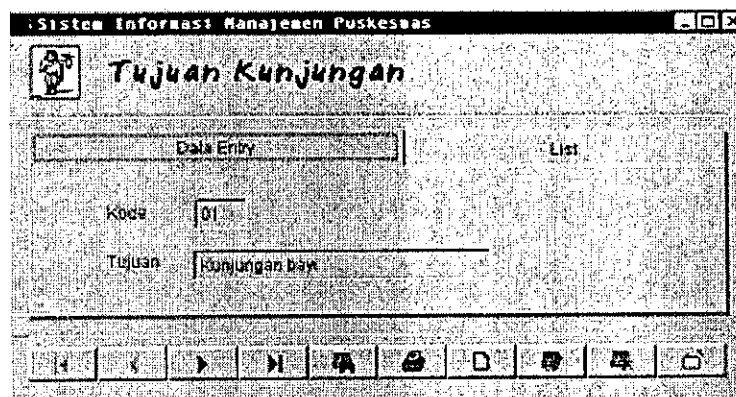 Sistem Informasi Manajemen Puskesmas
Tujuan Kunjungan
Data Entry
List
Kode 01
Tujuan Kunjungan bayi